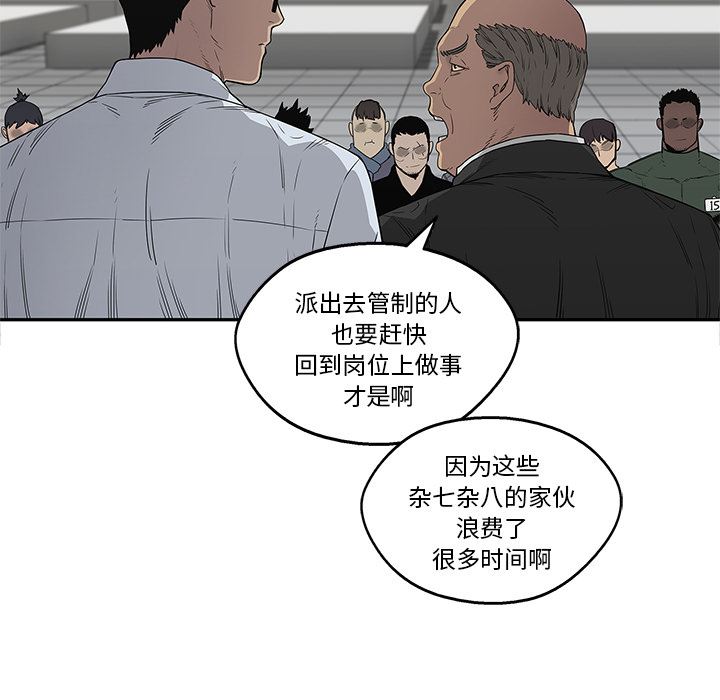 15
派出去管制的人
也要赶快
回到岗位上做事
才是啊
因为这些
杂七杂八的家伙
浪费了
很多时间啊